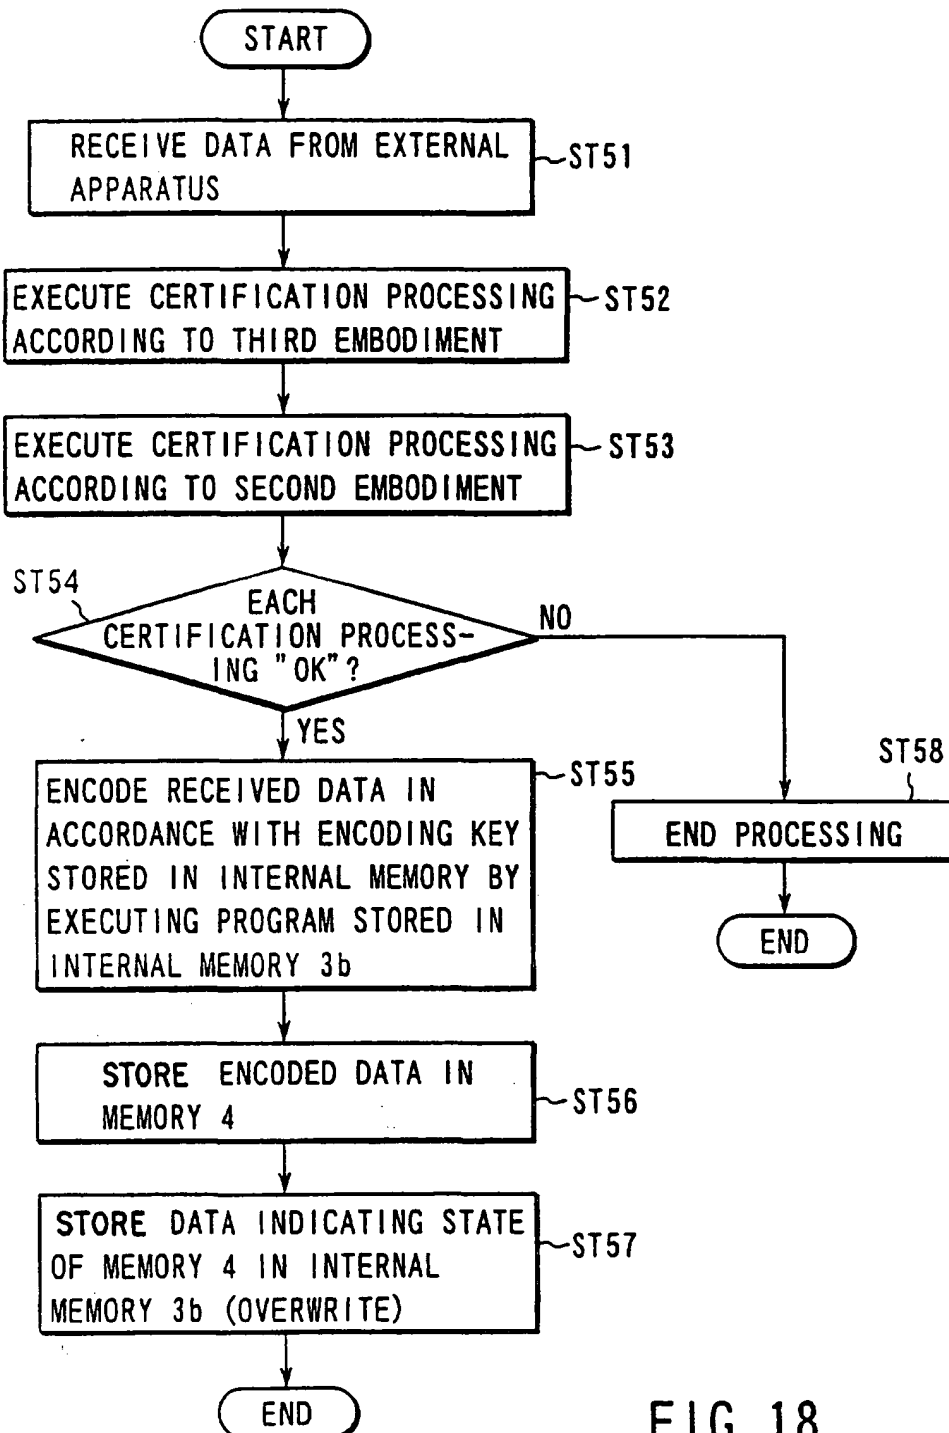 START
RECEIVE DATA FROM EXTERNAL
APPARATUS
ST51
EXECUTE CERTIFICATION PROCESSING
ACCORDING TO THIRD EMBODIMENT
ST52
EXECUTE CERTIFICATION PROCESSING
ACCORDING TO SECOND EMBODIMENT
ST53
ST54
EACH
CERTIFICATION PROCESS-
ING "OK"?
NO
YES
ENCODE RECEIVED DATA IN
ACCORDANCE WITH ENCODING KEY
STORED IN INTERNAL MEMORY BY
EXECUTING PROGRAM STORED IN
INTERNAL MEMORY 3b
ST55
ST58
END PROCESSING
END
STORE ENCODED DATA IN
MEMORY 4
ST56
STORE DATA INDICATING STATE
OF MEMORY 4 IN INTERNAL
MEMORY 3b (OVERWRITE)
ST57
END
FIG. 18